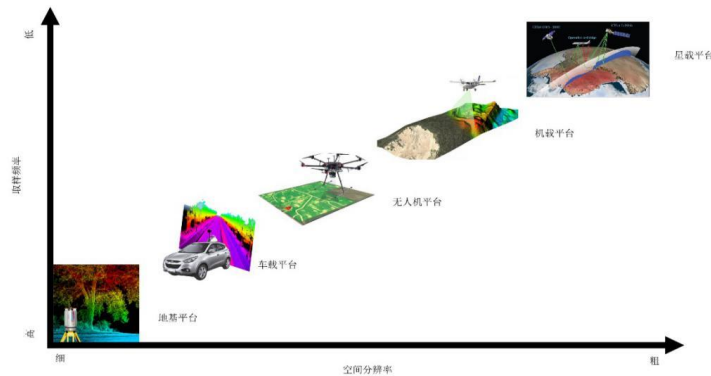 低
星载平台
机载平台
取样频率
无人机平台
车载平台
地基平台
高
细
粗
空间分辨率